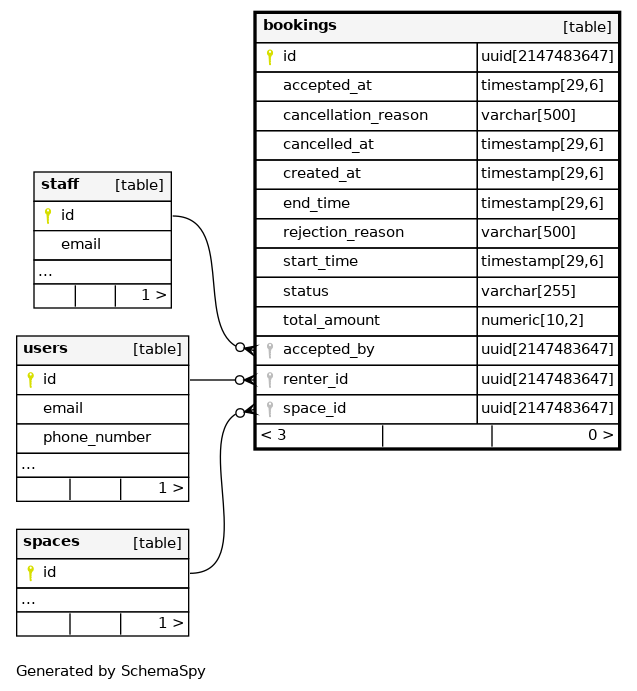 bookings [table]
id uuid[2147483647]
accepted_at timestamp[29,6]
cancellation_reason varchar[500]
cancelled_at timestamp[29,6]
created_at timestamp[29,6]
end_time timestamp[29,6]
rejection_reason varchar[500]
start_time timestamp[29,6]
status varchar[255]
total_amount numeric[10,2]
accepted_by uuid[2147483647]
renter_id uuid[2147483647]
space_id uuid[2147483647]
< 3 0 >
staff [table]
id
email
...
1 >
users [table]
id
email
phone_number
...
1 >
spaces [table]
id
...
1 >
Generated by SchemaSpy